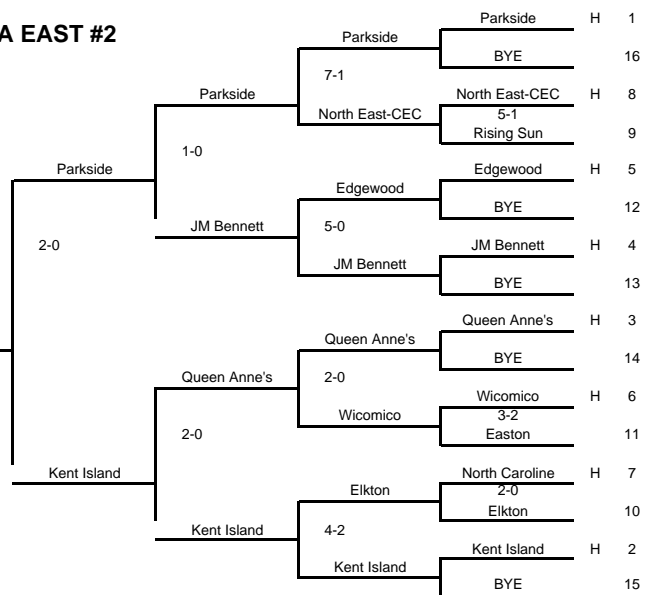 A EAST #2
Parkside H 1
Parkside
BYE 16
7-1
Parkside
North East-CEC H 8
North East-CEC
5-1
Rising Sun 9
1-0
Parkside
Edgewood H 5
Edgewood
BYE 12
5-0
JM Bennett
2-0
JM Bennett H 4
JM Bennett
BYE 13
Queen Anne's H 3
Queen Anne's
BYE 14
Queen Anne's
2-0
Wicomico H 6
Wicomico
3-2
Easton 11
2-0
Kent Island
North Caroline H 7
2-0
Elkton
Elkton 10
Kent Island
4-2
Kent Island H 2
Kent Island
BYE 15